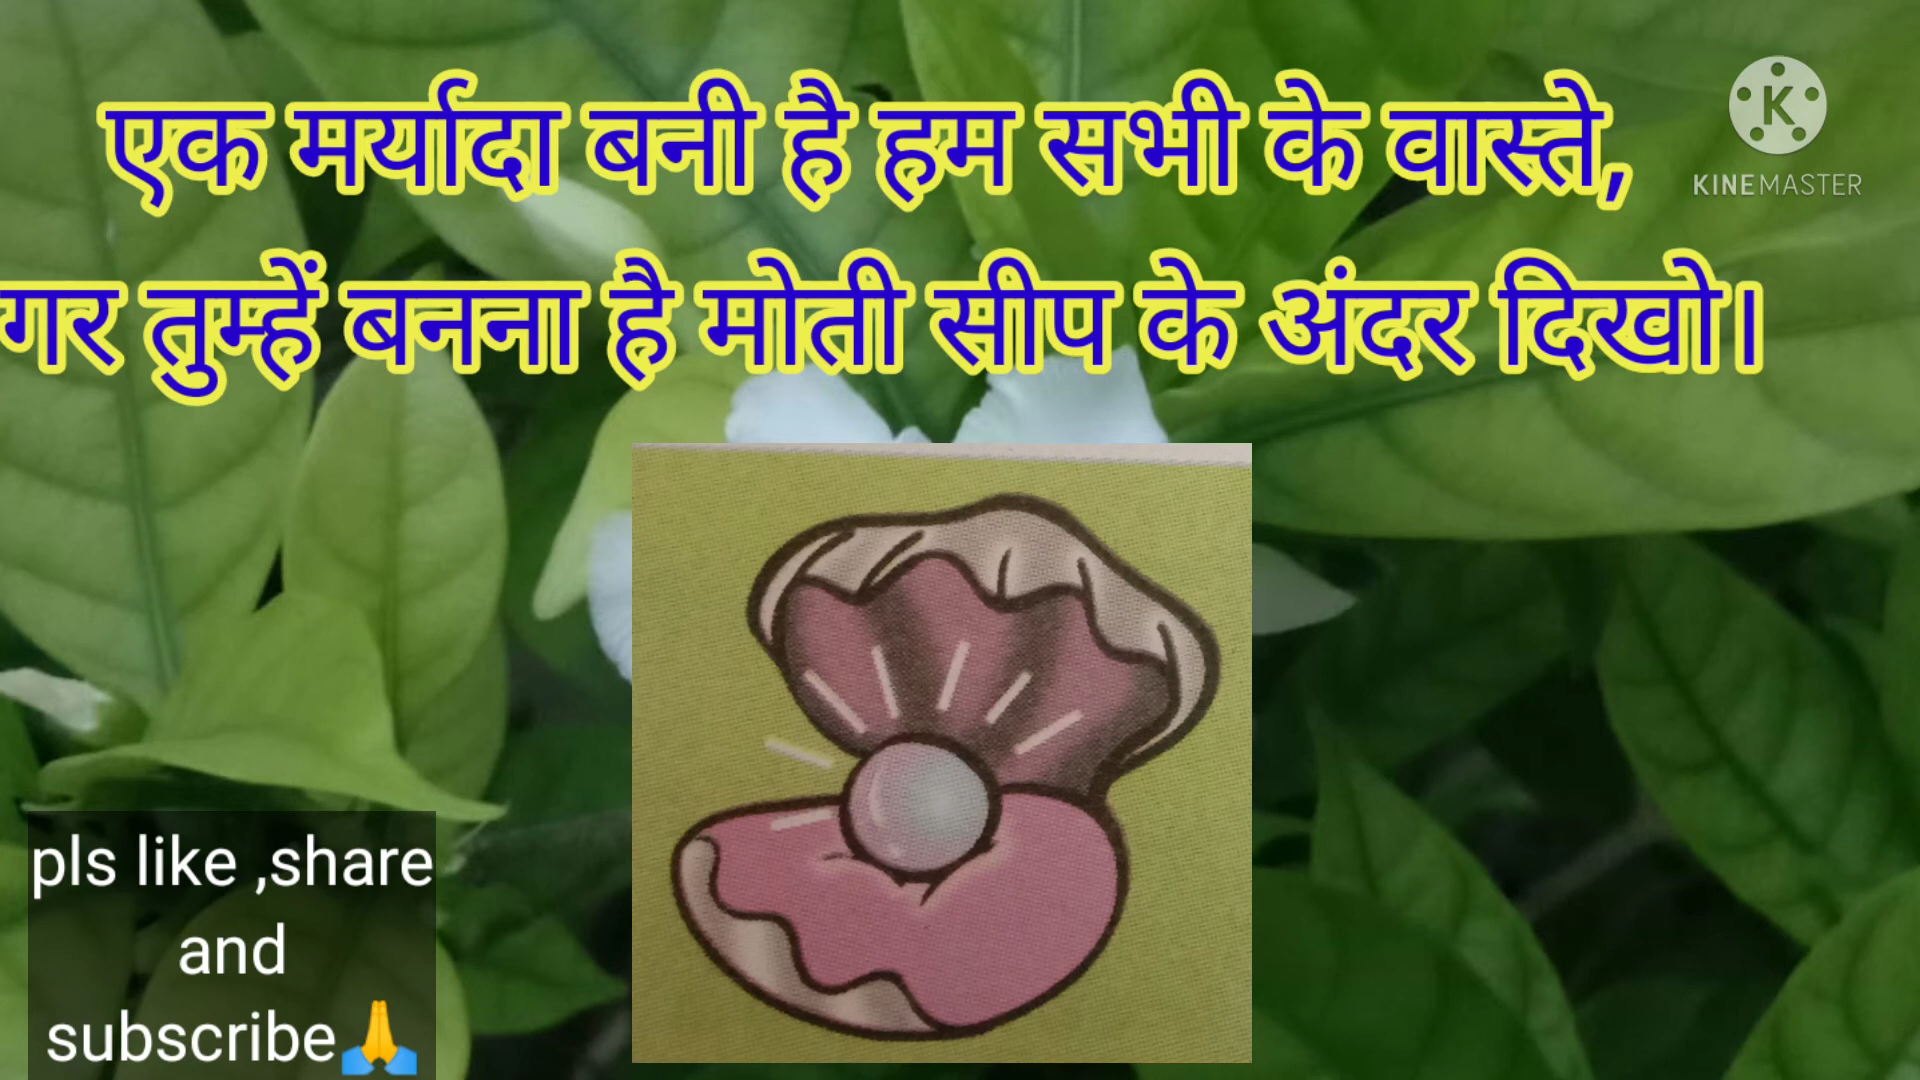 एक मर्यादा बनी है हम सभी के वास्ते,
गर तुम्हें बनना है मोती सीप के अंदर दिखो।
KINEMASTER
pls like ,share
and
subscribe🙏